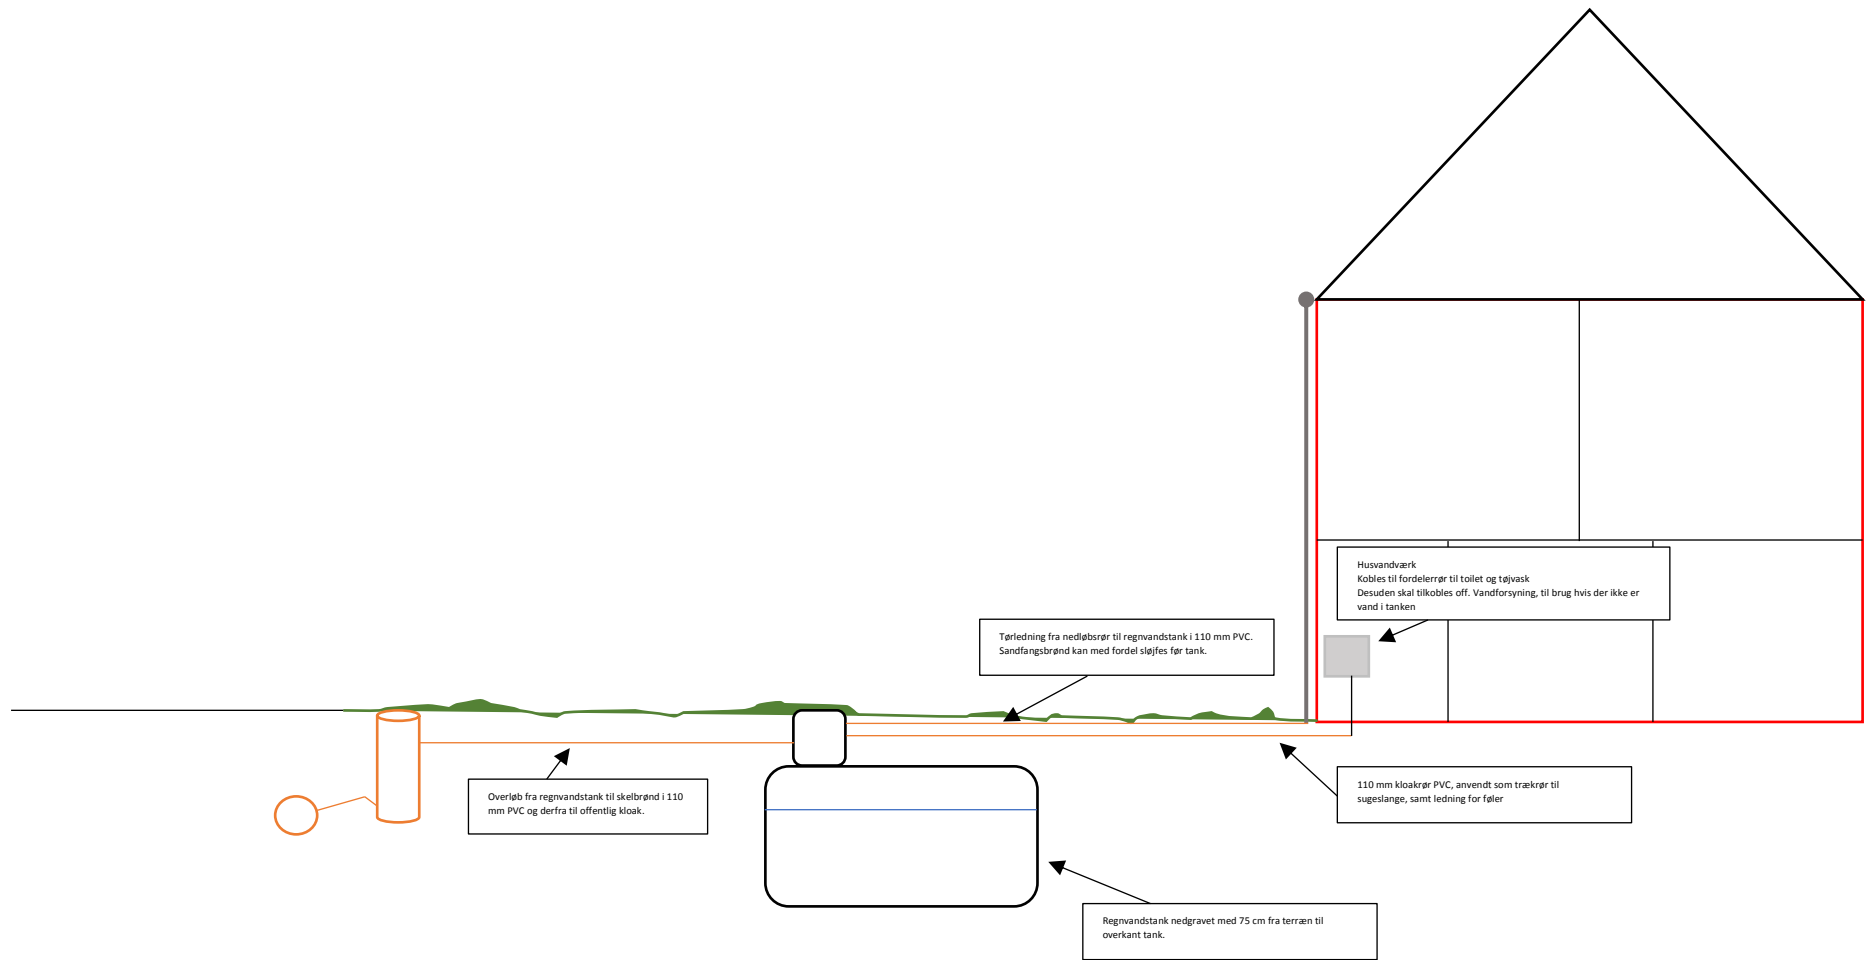 Husvandværk
Kobles til fordelerrør til toilet og tøjvask
Desuden skal tilkobles off. Vandforsyning, til brug hvis der ikke er
vand i tanken
Tørledning fra nedløbsrør til regnvandstank i 110 mm PVC.
Sandfangsbrønd kan med fordel sløjfes før tank.
Overløb fra regnvandstank til skelbrønd i 110
mm PVC og derfra til offentlig kloak.
110 mm kloakrør PVC, anvendt som trækrør til
sugeslange, samt ledning for føler
Regnvandstank nedgravet med 75 cm fra terræn til
overkant tank.